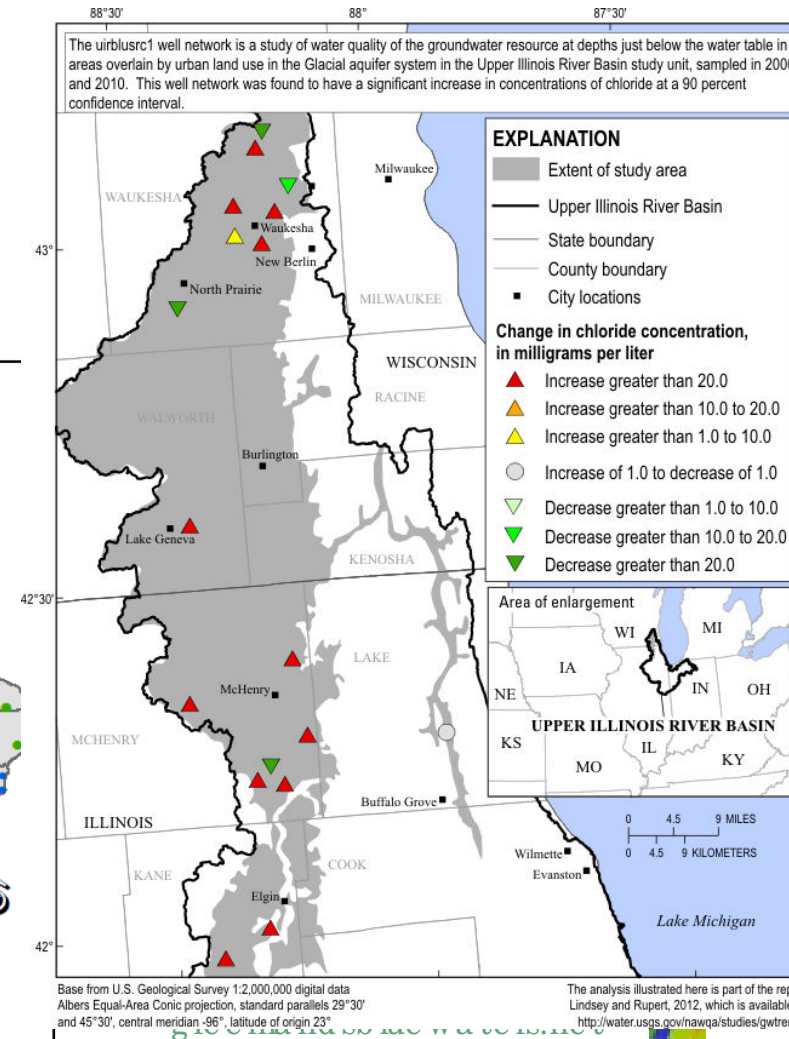 88°30'
88°
87°30'
The uirblusrc1 well network is a study of water quality of the groundwater resource at depths just below the water table in
areas overlain by urban land use in the Glacial aquifer system in the Upper Illinois River Basin study unit, sampled in 200
and 2010. This well network was found to have a significant increase in concentrations of chloride at a 90 percent
confidence interval.
EXPLANATION
Extent of study area
Upper Illinois River Basin
State boundary
County boundary
City locations
Change in chloride concentration,
in milligrams per liter
Increase greater than 20.0
Increase greater than 10.0 to 20.0
Increase greater than 1.0 to 10.0
Increase of 1.0 to decrease of 1.0
Decrease greater than 1.0 to 10.0
Decrease greater than 10.0 to 20.0
Decrease greater than 20.0
Milwaukee
WAUKESHA
Waukesha
43°
New Berlin
North Prairie
MILWAUKEE
WISCONSIN
RACINE
WALWORTH
Burlington
Lake Geneva
KENOSHA
42°30'
LAKE
McHenry
MCHENRY
Buffalo Grove
ILLINOIS
Wilmette
KANE
COOK
Evanston
Elgin
Lake Michigan
42°
Area of enlargement
WI
MI
IA
NE
IN
OH
UPPER ILLINOIS RIVER BASIN
KS
IL
MO
KY
0 4.5 9 MILES
0 4.5 9 KILOMETERS
Base from U.S. Geological Survey 1:2,000,000 digital data
Albers Equal-Area Conic projection, standard parallels 29°30'
and 45°30', central meridian -96°, latitude of origin 23°
The analysis illustrated here is part of the rep
Lindsey and Rupert, 2012, which is available
http://water.usgs.gov/nawqa/studies/gwtre